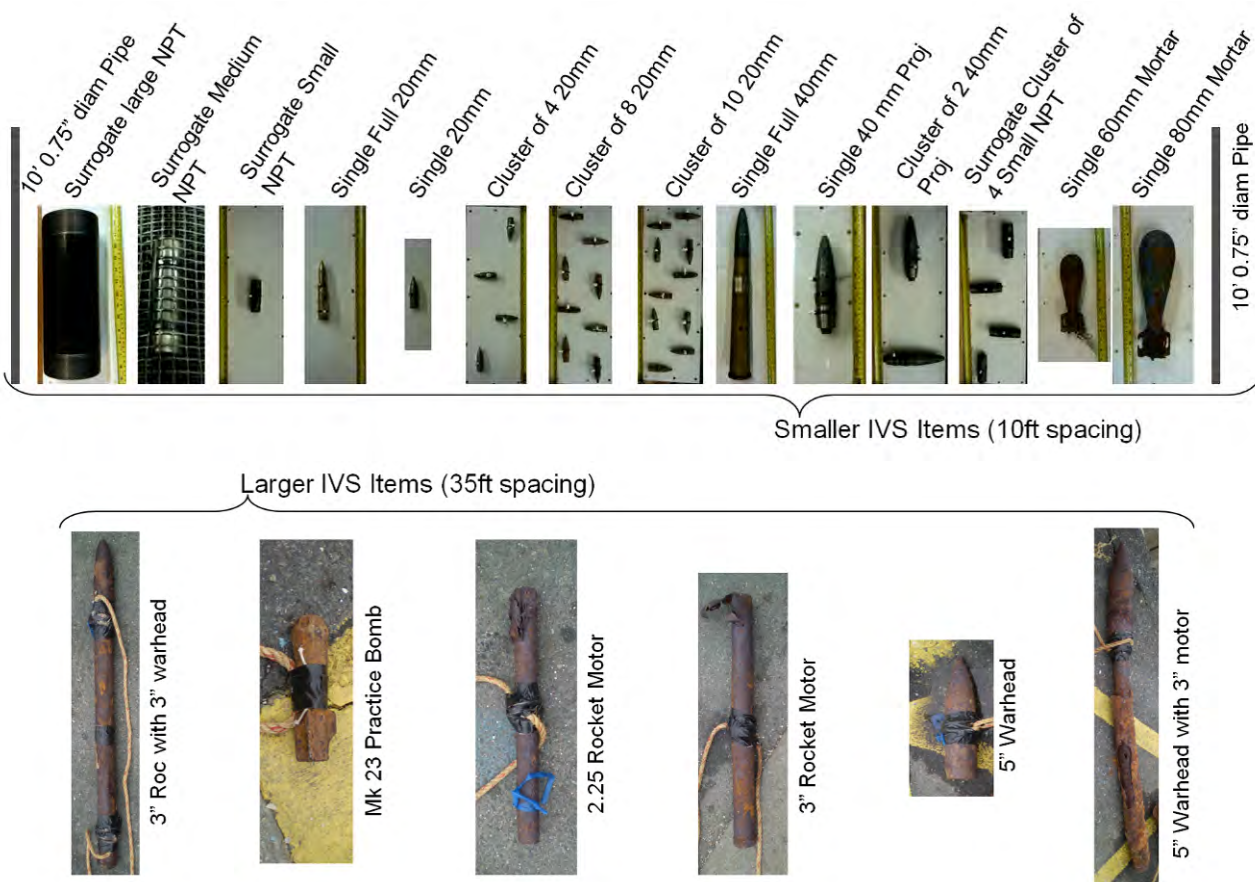 10' 0.75" diam Pipe
Surrogate large NPT
Surrogate Medium
NPT
Surrogate Small
NPT
Single Full 20mm
Single 20mm
Cluster of 4 20mm
Cluster of 8 20mm
Cluster of 10 20mm
Single Full 40mm
Single 40 mm Proj
Cluster of 2 40mm
Proj
Surrogate Cluster of
4 Small NPT
Single 60mm Mortar
Single 80mm Mortar
10' 0.75" diam Pipe
Smaller IVS Items (10ft spacing)
Larger IVS Items (35ft spacing)
3" Roc with 3" warhead
Mk 23 Practice Bomb
2.25 Rocket Motor
3" Rocket Motor
5" Warhead
5" Warhead with 3" motor